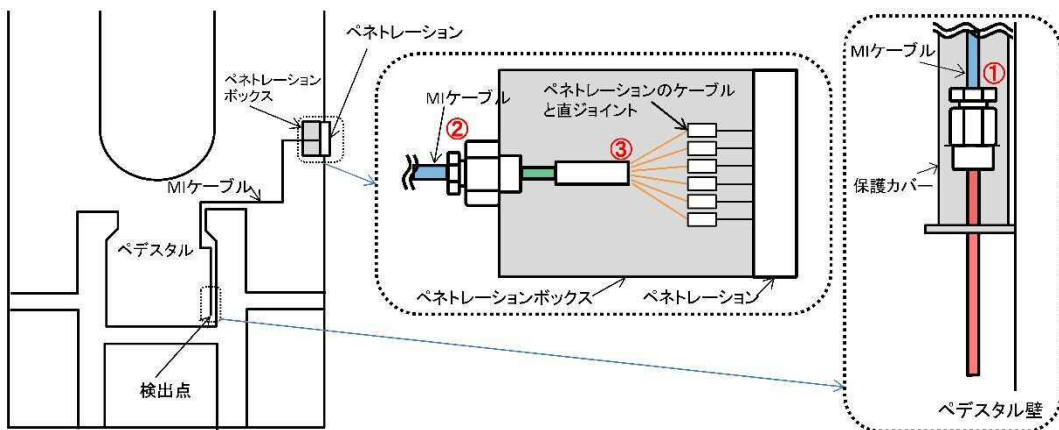 ペネトレーション
ペネトレーション
ボックス
MIケーブル
ペデスタル
検出点
MIケーブル
②
③
ペネトレーションのケーブル
と直ジョイント
ペネトレーションボックス
ペネトレーション
MIケーブル
①
保護カバー
ペデスタル壁